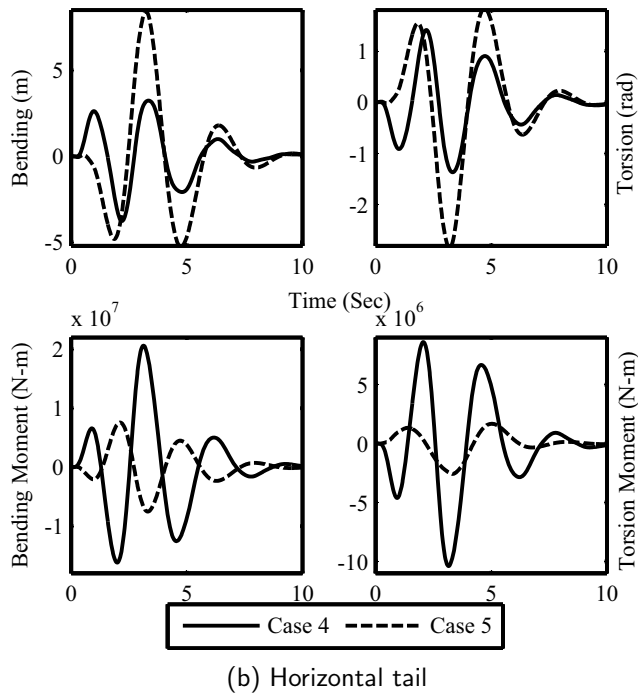 Bending (m)
5
0
-5
0
5
10
Torsion (rad)
1
0
-1
-2
0
5
10
Time (Sec)
x 10^7
Bending Moment (N-m)
2
1
0
-1
0
5
10
x 10^6
Torsion Moment (N-m)
5
0
-5
-10
0
5
10
Case 4
Case 5
(b) Horizontal tail